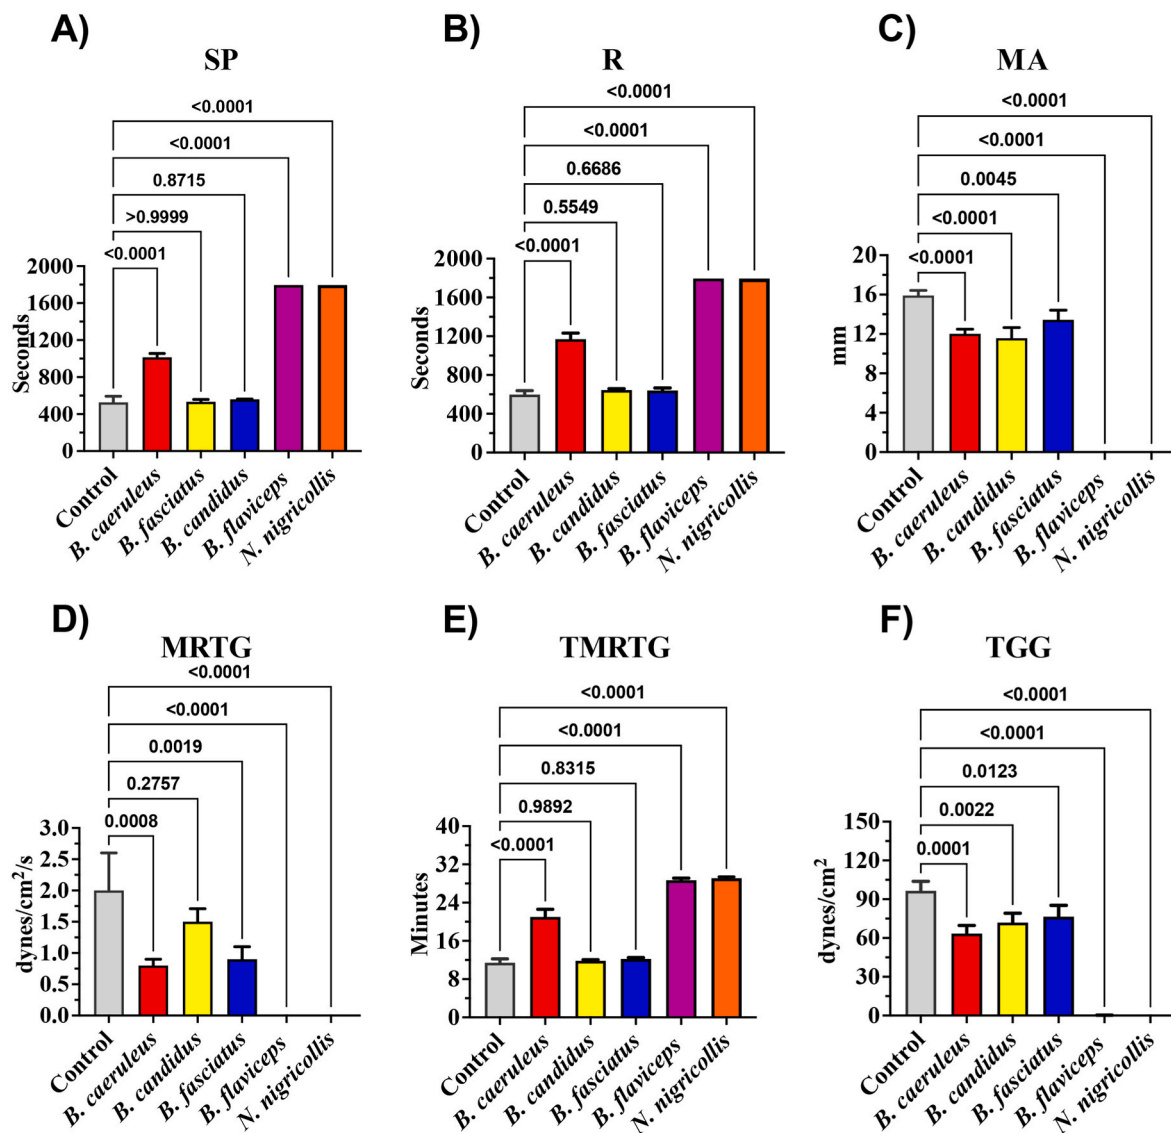 A)
SP
<0.0001
<0.0001
0.8715
>0.9999
<0.0001
Seconds
2000
1600
1200
800
400
0
Control
B. caeruleus
B. fasciatus
B. candidus
B. flaviceps
N. nigricollis
B)
R
<0.0001
<0.0001
0.6686
0.5549
<0.0001
Seconds
2000
1600
1200
800
400
0
Control
B. caeruleus
B. candidus
B. fasciatus
B. flaviceps
N. nigricollis
C)
MA
<0.0001
<0.0001
0.0045
<0.0001
<0.0001
mm
20
16
12
8
4
0
Control
B. caeruleus
B. candidus
B. fasciatus
B. flaviceps
N. nigricollis
D)
MRTG
<0.0001
<0.0001
0.0019
0.2757
0.0008
dynes/cm²/s
3.0
2.5
2.0
1.5
1.0
0.5
0.0
Control
B. caeruleus
B. candidus
B. fasciatus
B. flaviceps
N. nigricollis
E)
TMRTG
<0.0001
<0.0001
0.8315
0.9892
<0.0001
Minutes
40
32
24
16
8
0
Control
B. caeruleus
B. candidus
B. fasciatus
B. flaviceps
N. nigricollis
F)
TGG
<0.0001
<0.0001
0.0123
0.0022
0.0001
dynes/cm²
150
120
90
60
30
0
Control
B. caeruleus
B. candidus
B. fasciatus
B. flaviceps
N. nigricollis